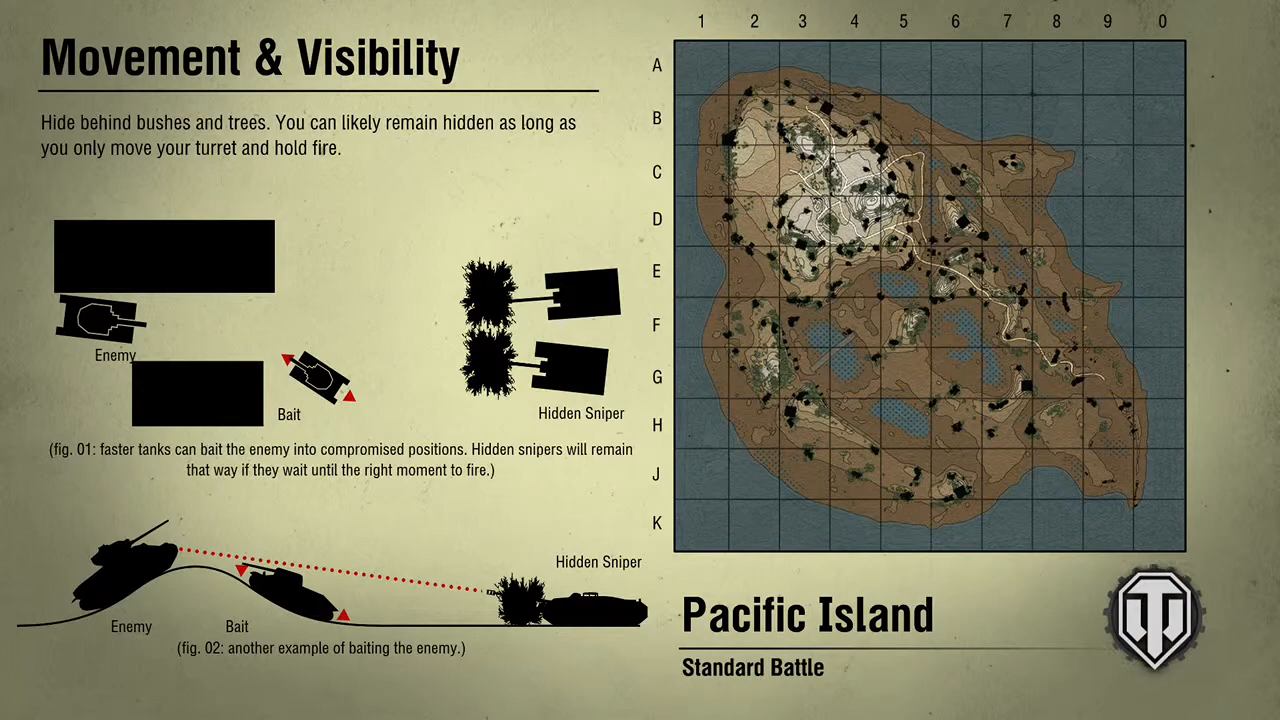 Movement & Visibility
Hide behind bushes and trees. You can likely remain hidden as long as
you only move your turret and hold fire.
Enemy
Bait
Hidden Sniper
(fig. 01: faster tanks can bait the enemy into compromised positions. Hidden snipers will remain
that way if they wait until the right moment to fire.)
Hidden Sniper
Enemy
Bait
(fig. 02: another example of baiting the enemy.)
1 2 3 4 5 6 7 8 9 0
A
B
C
D
E
F
G
H
J
K
Pacific Island
Standard Battle